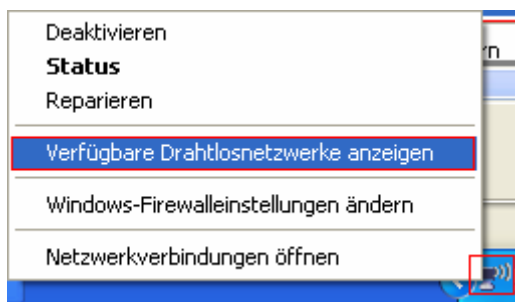 Deaktivieren
Status
Reparieren
Verfügbare Drahtlosnetzwerke anzeigen
Windows-Firewalleinstellungen ändern
Netzwerkverbindungen öffnen